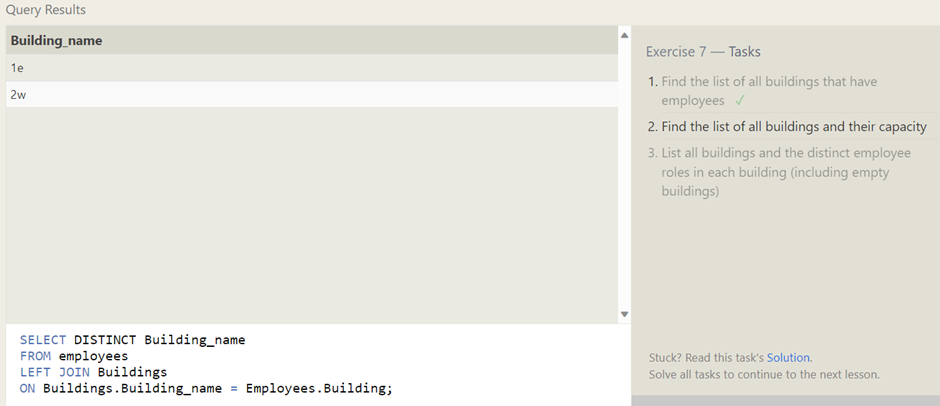 Query Results
Building_name
1e
2w
Exercise 7 — Tasks
1. Find the list of all buildings that have
employees ✓
2. Find the list of all buildings and their capacity
3. List all buildings and the distinct employee
roles in each building (including empty
buildings)
Stuck? Read this task's Solution.
Solve all tasks to continue to the next lesson.
SELECT DISTINCT Building_name
FROM employees
LEFT JOIN Buildings
ON Buildings.Building_name = Employees.Building;